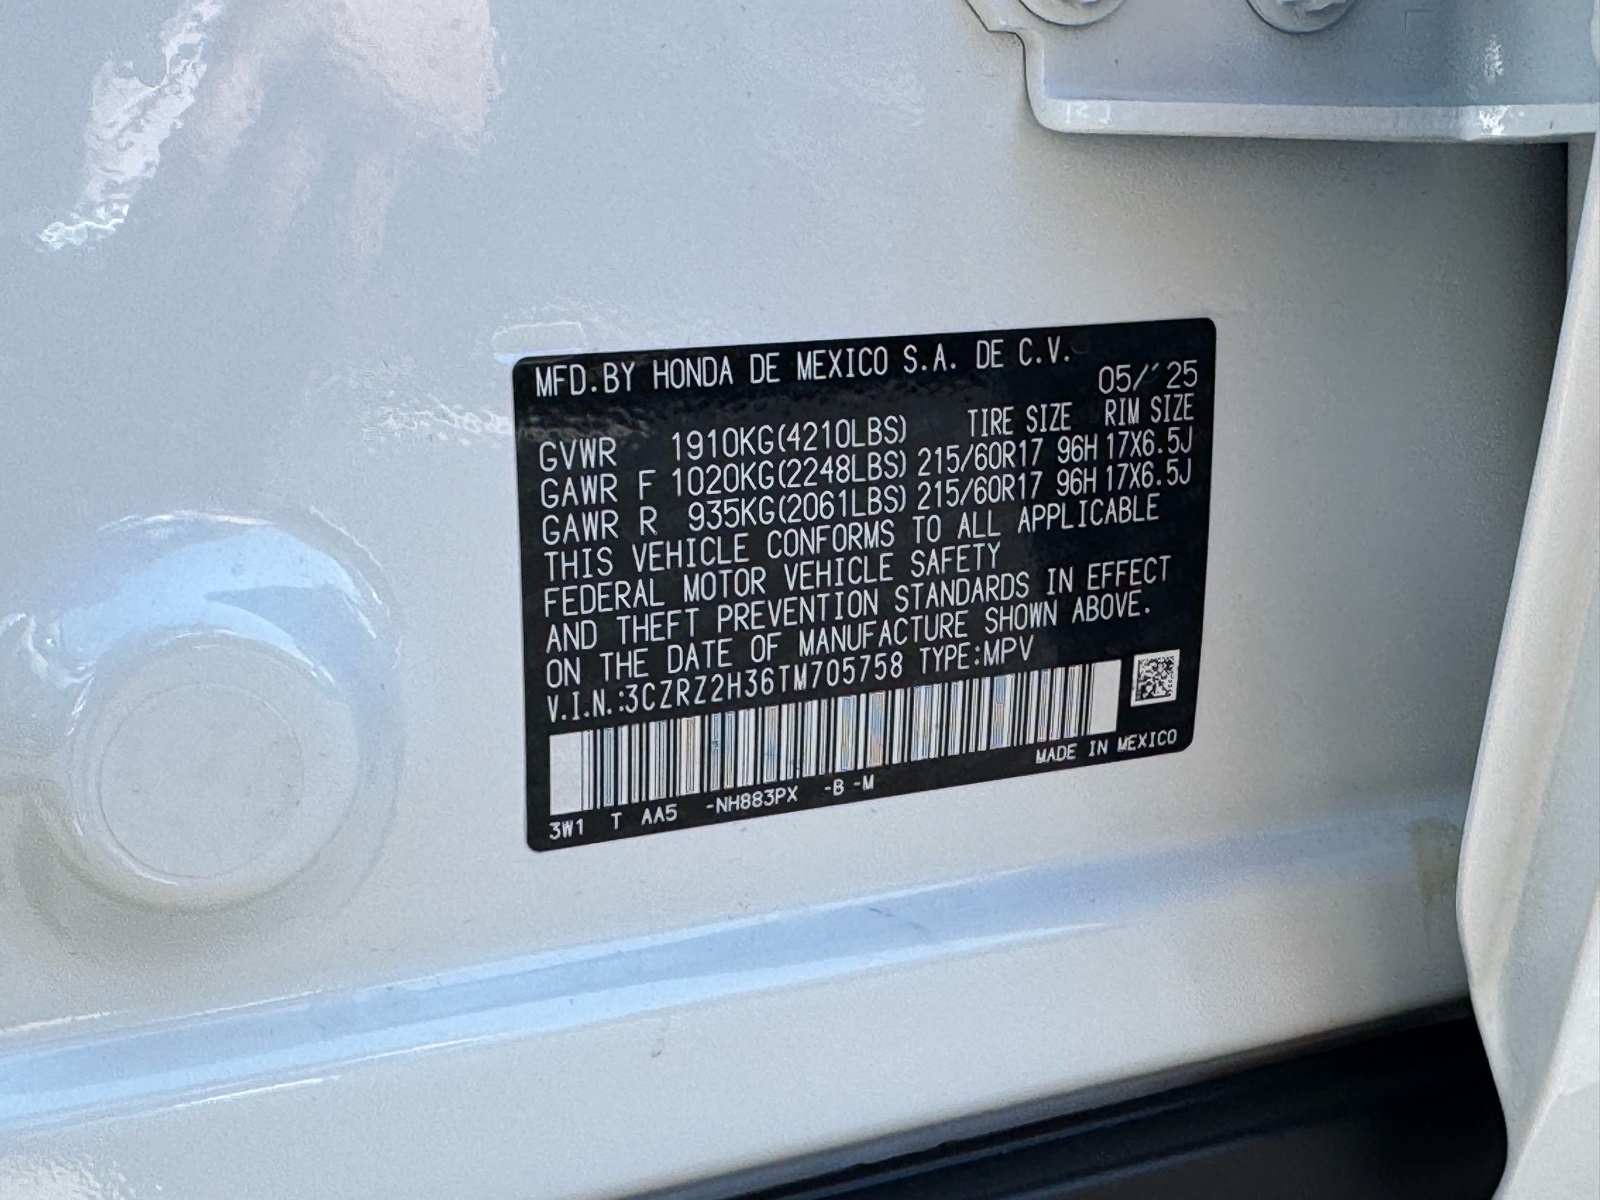 MFD.BY HONDA DE MEXICO S.A. DE C.V.
05/'25
TIRE SIZE RIM SIZE
GVWR 1910KG(4210LBS)
GAWR F 1020KG(2248LBS) 215/60R17 96H 17X6.5J
GAWR R 935KG(2061LBS) 215/60R17 96H 17X6.5J
THIS VEHICLE CONFORMS TO ALL APPLICABLE
FEDERAL MOTOR VEHICLE SAFETY
AND THEFT PREVENTION STANDARDS IN EFFECT
ON THE DATE OF MANUFACTURE SHOWN ABOVE.
V.I.N.:3CZRZ2H36TM705758 TYPE:MPV
MADE IN MEXICO
3W1 T AA5 -NH883PX -B -M